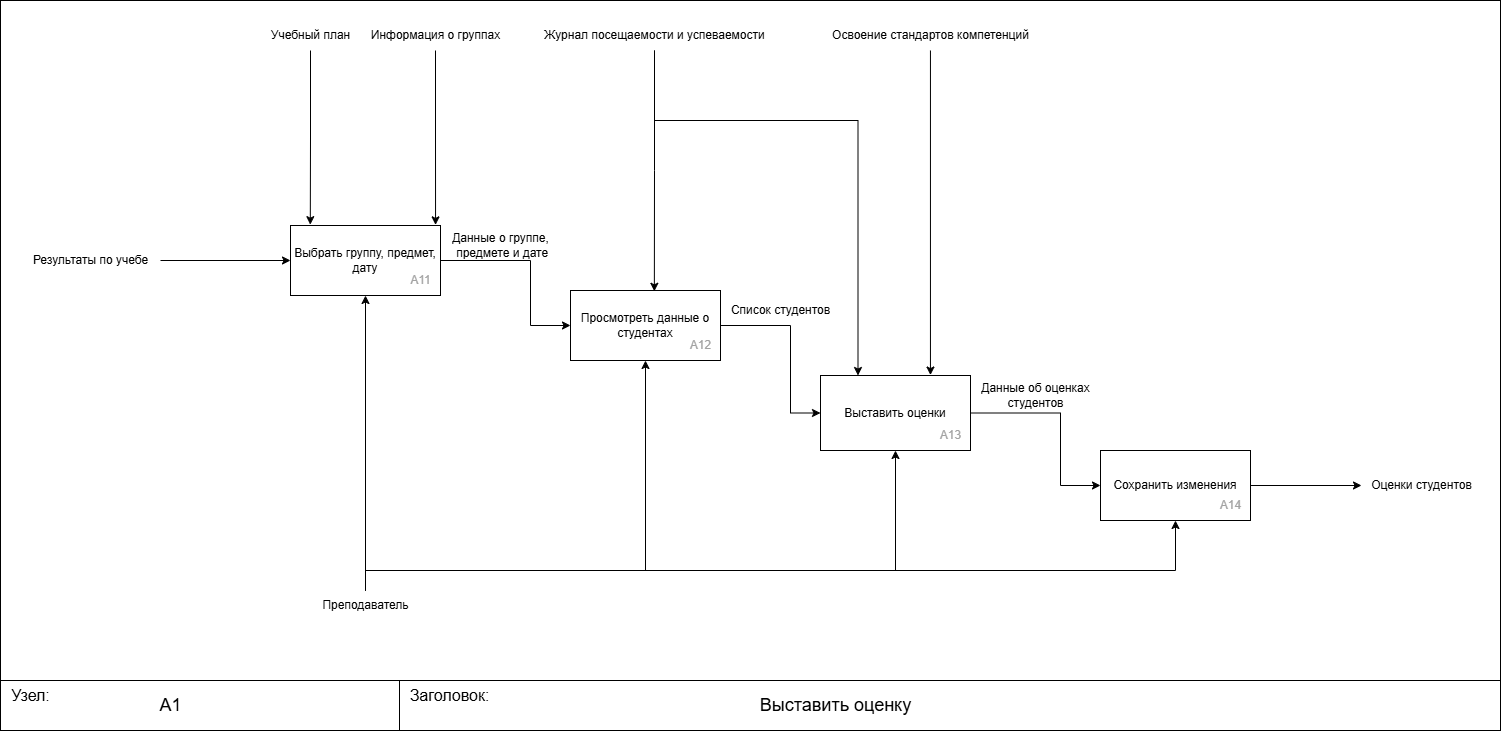 Учебный план
Информация о группах
Журнал посещаемости и успеваемости
Освоение стандартов компетенций
Результаты по учебе
Выбрать группу, предмет,
дату
A11
Данные о группе,
предмете и дате
Просмотреть данные о
студентах
A12
Список студентов
Выставить оценки
A13
Данные об оценках
студентов
Сохранить изменения
A14
Оценки студентов
Преподаватель
Узел:
A1
Заголовок:
Выставить оценку